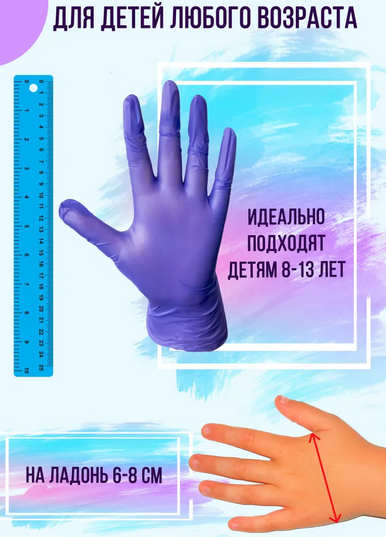 ДЛЯ ДЕТЕЙ ЛЮБОГО ВОЗРАСТА
ИДЕАЛЬНО
ПОДХОДЯТ
ДЕТЯМ 8-13 ЛЕТ
НА ЛАДОНЬ 6-8 СМ